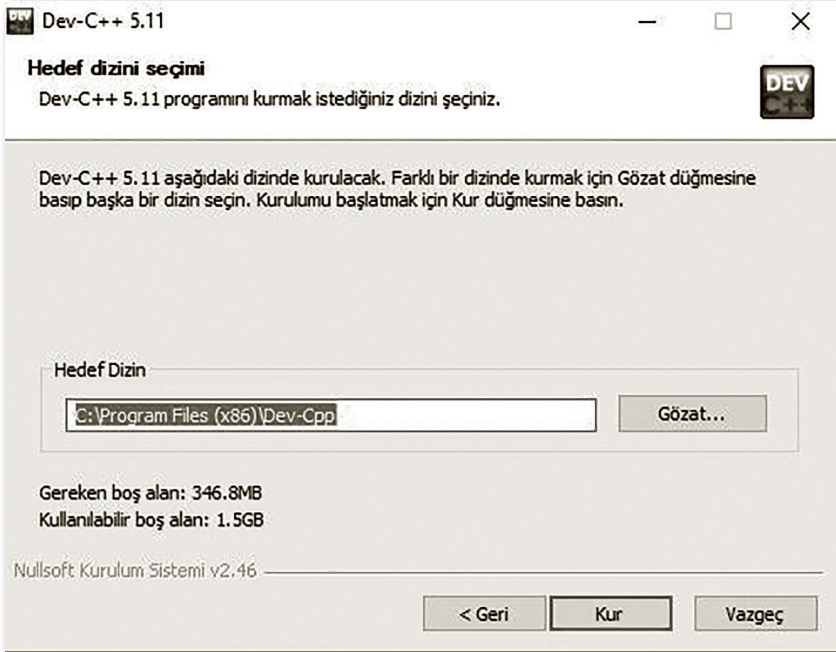 Dev-C++ 5.11
Hedef dizini seçimi
Dev-C++ 5.11 programını kurmak istediğiniz dizini seçiniz.
DEV
C++
Dev-C++ 5.11 aşağıdaki dizinde kurulacak. Farklı bir dizinde kurmak için Gözat düğmesine
basıp başka bir dizin seçin. Kurulumu başlatmak için Kur düğmesine basın.
Hedef Dizin
C:\Program Files (x86)\Dev-Cpp
Gözat...
Gereken boş alan: 346.8MB
Kullanılabilir boş alan: 1.5GB
Nullsoft Kurulum Sistemi v2.46
< Geri
Kur
Vazgeç